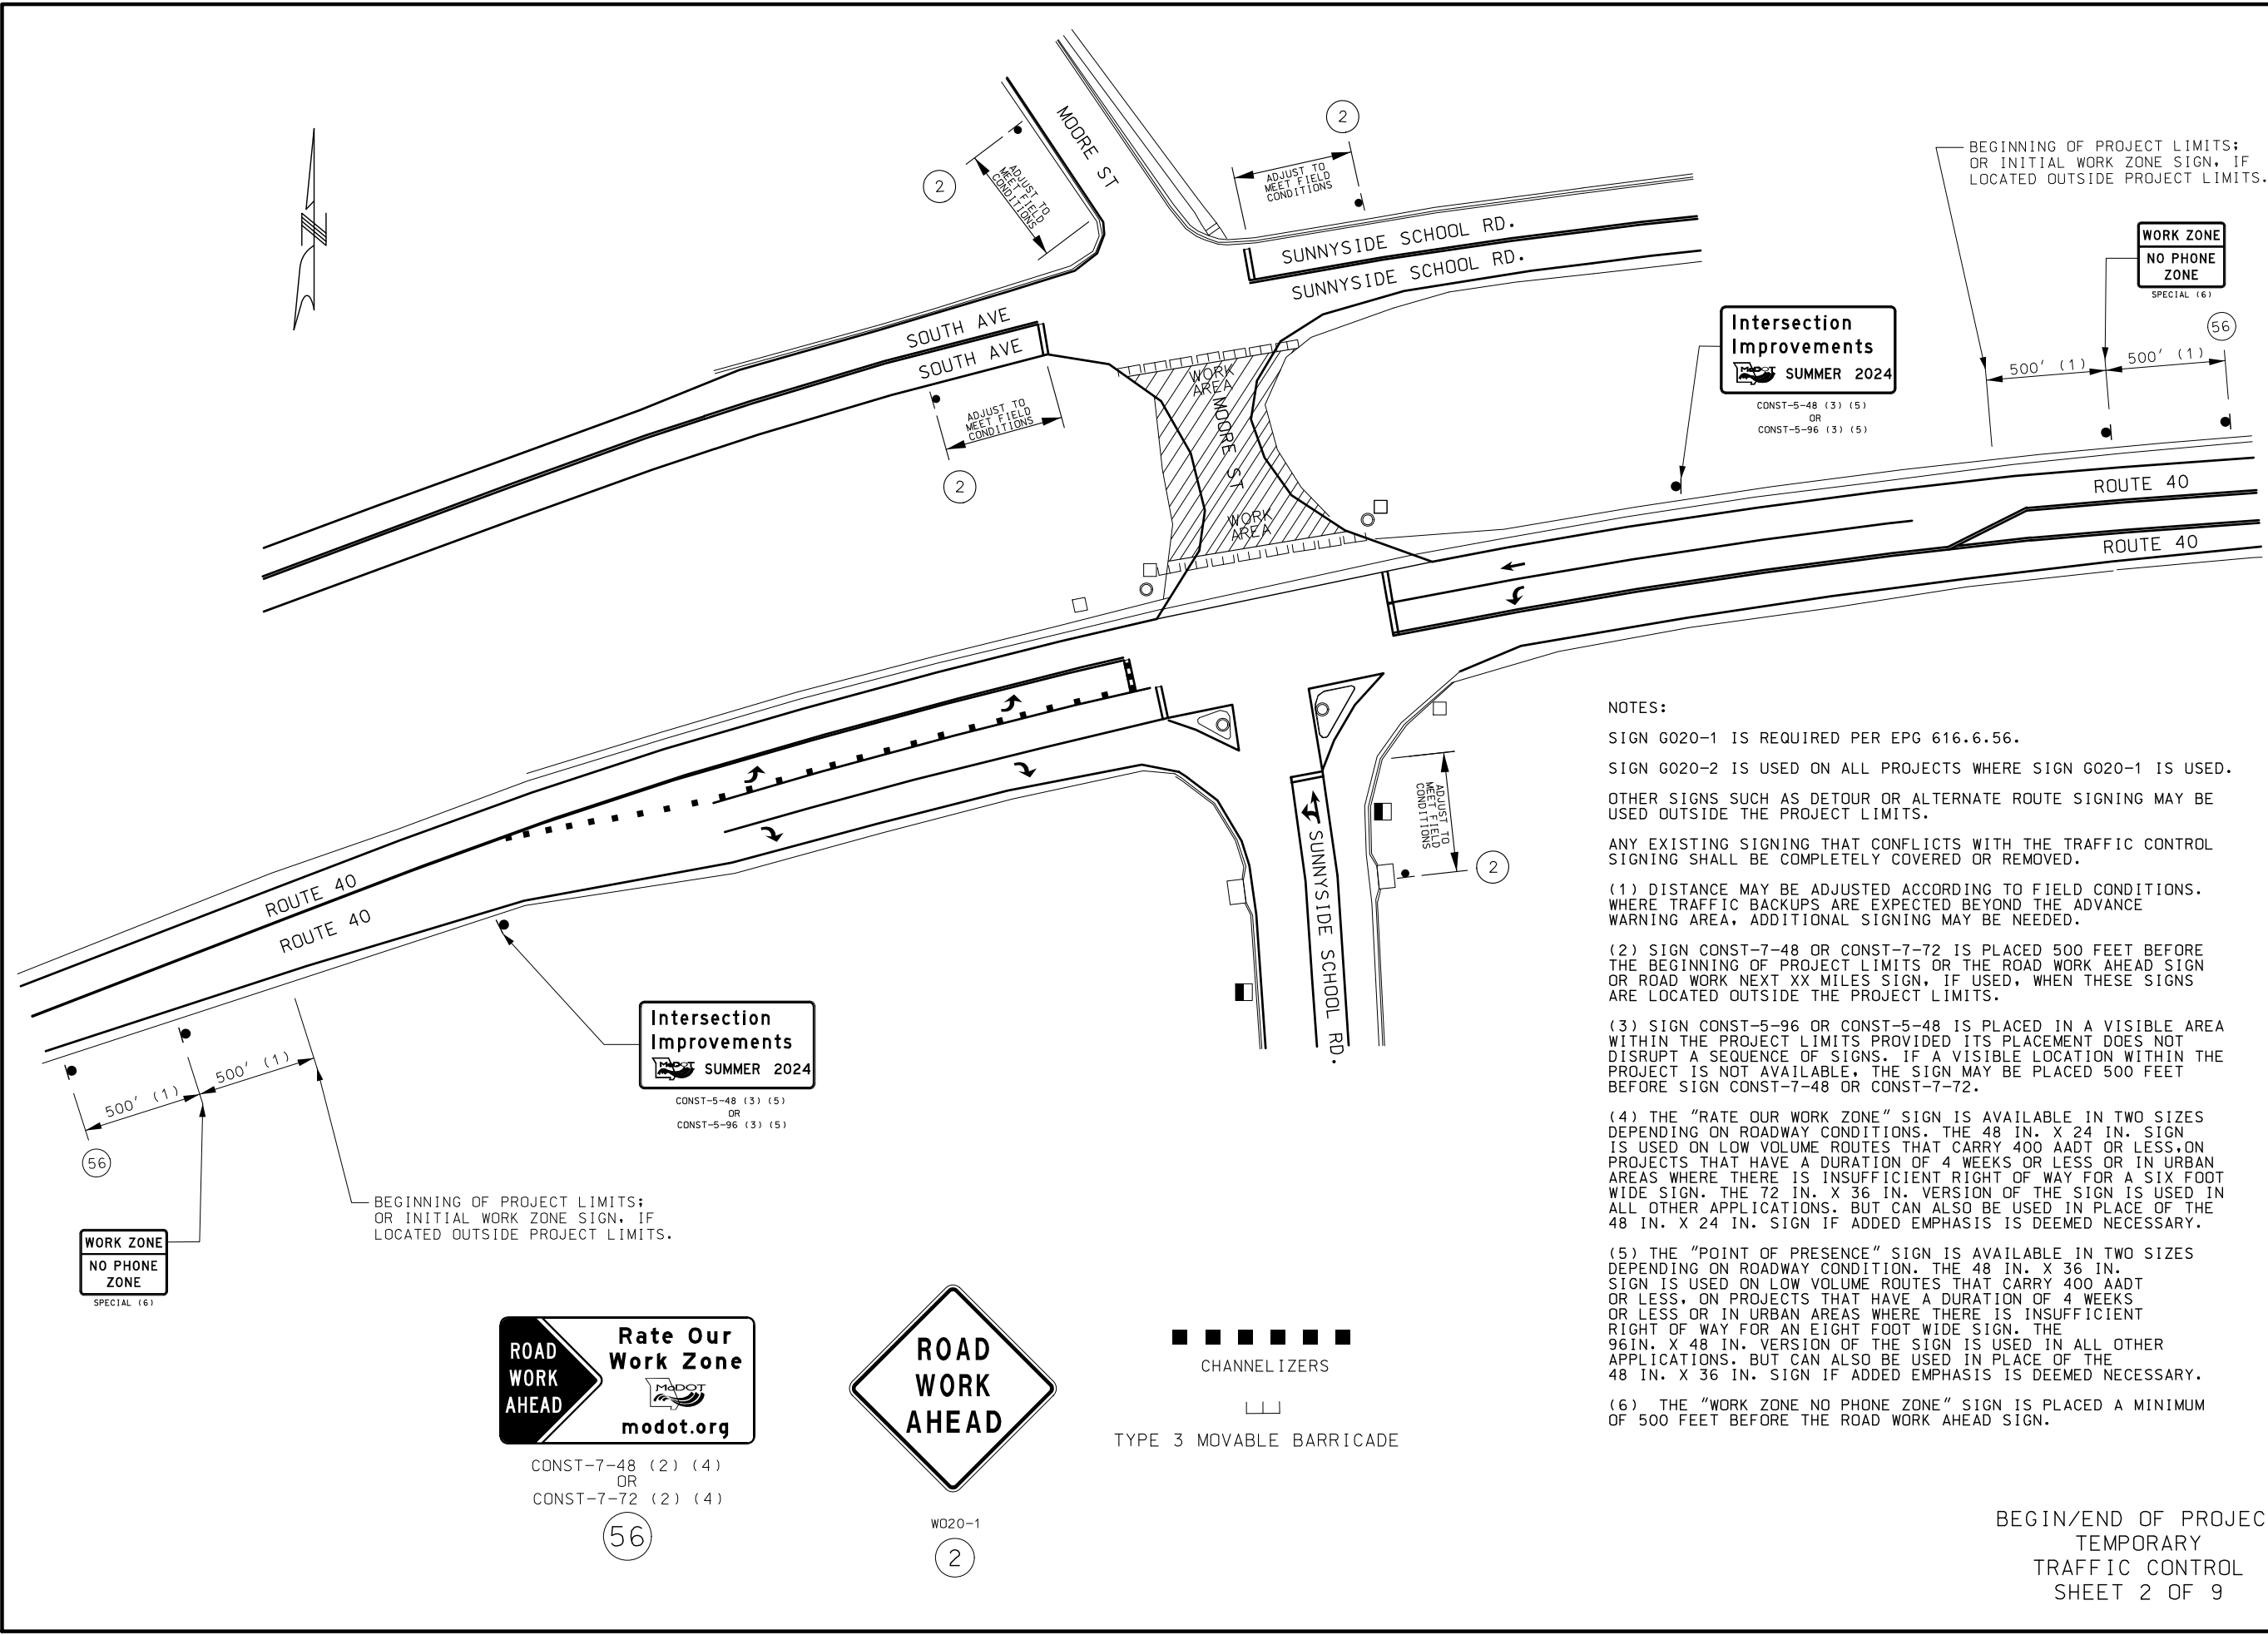 MOORE ST
2
2
ADJUST TO
MEET FIELD
CONDITIONS
ADJUST TO
MEET FIELD
CONDITIONS
SUNNYSIDE SCHOOL RD.
SUNNYSIDE SCHOOL RD.
BEGINNING OF PROJECT LIMITS;
OR INITIAL WORK ZONE SIGN, IF
LOCATED OUTSIDE PROJECT LIMITS.
WORK ZONE
NO PHONE
ZONE
SPECIAL (6)
56
500' (1)
500' (1)
Intersection
Improvements
MoDOT SUMMER 2024
CONST-5-48 (3) (5)
OR
CONST-5-96 (3) (5)
N
SOUTH AVE
SOUTH AVE
ADJUST TO
MEET FIELD
CONDITIONS
2
WORK
AREA
MOORE ST
WORK
AREA
ROUTE 40
ROUTE 40
ROUTE 40
ROUTE 40
SUNNYSIDE SCHOOL RD.
ADJUST TO
MEET FIELD
CONDITIONS
2
Intersection
Improvements
MoDOT SUMMER 2024
CONST-5-48 (3) (5)
OR
CONST-5-96 (3) (5)
500' (1)
500' (1)
56
BEGINNING OF PROJECT LIMITS;
OR INITIAL WORK ZONE SIGN, IF
LOCATED OUTSIDE PROJECT LIMITS.
WORK ZONE
NO PHONE
ZONE
SPECIAL (6)
ROAD
WORK
AHEAD
Rate Our
Work Zone
MoDOT
modot.org
CONST-7-48 (2) (4)
OR
CONST-7-72 (2) (4)
56
ROAD
WORK
AHEAD
WO20-1
2
CHANNELIZERS
TYPE 3 MOVABLE BARRICADE
NOTES:
SIGN GO20-1 IS REQUIRED PER EPG 616.6.56.
SIGN GO20-2 IS USED ON ALL PROJECTS WHERE SIGN GO20-1 IS USED.
OTHER SIGNS SUCH AS DETOUR OR ALTERNATE ROUTE SIGNING MAY BE
USED OUTSIDE THE PROJECT LIMITS.
ANY EXISTING SIGNING THAT CONFLICTS WITH THE TRAFFIC CONTROL
SIGNING SHALL BE COMPLETELY COVERED OR REMOVED.
(1) DISTANCE MAY BE ADJUSTED ACCORDING TO FIELD CONDITIONS.
WHERE TRAFFIC BACKUPS ARE EXPECTED BEYOND THE ADVANCE
WARNING AREA, ADDITIONAL SIGNING MAY BE NEEDED.
(2) SIGN CONST-7-48 OR CONST-7-72 IS PLACED 500 FEET BEFORE
THE BEGINNING OF PROJECT LIMITS OR THE ROAD WORK AHEAD SIGN
OR ROAD WORK NEXT XX MILES SIGN, IF USED, WHEN THESE SIGNS
ARE LOCATED OUTSIDE THE PROJECT LIMITS.
(3) SIGN CONST-5-96 OR CONST-5-48 IS PLACED IN A VISIBLE AREA
WITHIN THE PROJECT LIMITS PROVIDED ITS PLACEMENT DOES NOT
DISRUPT A SEQUENCE OF SIGNS. IF A VISIBLE LOCATION WITHIN THE
PROJECT IS NOT AVAILABLE, THE SIGN MAY BE PLACED 500 FEET
BEFORE SIGN CONST-7-48 OR CONST-7-72.
(4) THE "RATE OUR WORK ZONE" SIGN IS AVAILABLE IN TWO SIZES
DEPENDING ON ROADWAY CONDITIONS. THE 48 IN. X 24 IN. SIGN
IS USED ON LOW VOLUME ROUTES THAT CARRY 400 AADT OR LESS,ON
PROJECTS THAT HAVE A DURATION OF 4 WEEKS OR LESS OR IN URBAN
AREAS WHERE THERE IS INSUFFICIENT RIGHT OF WAY FOR A SIX FOOT
WIDE SIGN. THE 72 IN. X 36 IN. VERSION OF THE SIGN IS USED IN
ALL OTHER APPLICATIONS. BUT CAN ALSO BE USED IN PLACE OF THE
48 IN. X 24 IN. SIGN IF ADDED EMPHASIS IS DEEMED NECESSARY.
(5) THE "POINT OF PRESENCE" SIGN IS AVAILABLE IN TWO SIZES
DEPENDING ON ROADWAY CONDITION. THE 48 IN. X 36 IN.
SIGN IS USED ON LOW VOLUME ROUTES THAT CARRY 400 AADT
OR LESS, ON PROJECTS THAT HAVE A DURATION OF 4 WEEKS
OR LESS OR IN URBAN AREAS WHERE THERE IS INSUFFICIENT
RIGHT OF WAY FOR AN EIGHT FOOT WIDE SIGN. THE
96IN. X 48 IN. VERSION OF THE SIGN IS USED IN ALL OTHER
APPLICATIONS. BUT CAN ALSO BE USED IN PLACE OF THE
48 IN. X 36 IN. SIGN IF ADDED EMPHASIS IS DEEMED NECESSARY.
(6) THE "WORK ZONE NO PHONE ZONE" SIGN IS PLACED A MINIMUM
OF 500 FEET BEFORE THE ROAD WORK AHEAD SIGN.
BEGIN/END OF PROJEC
TEMPORARY
TRAFFIC CONTROL
SHEET 2 OF 9